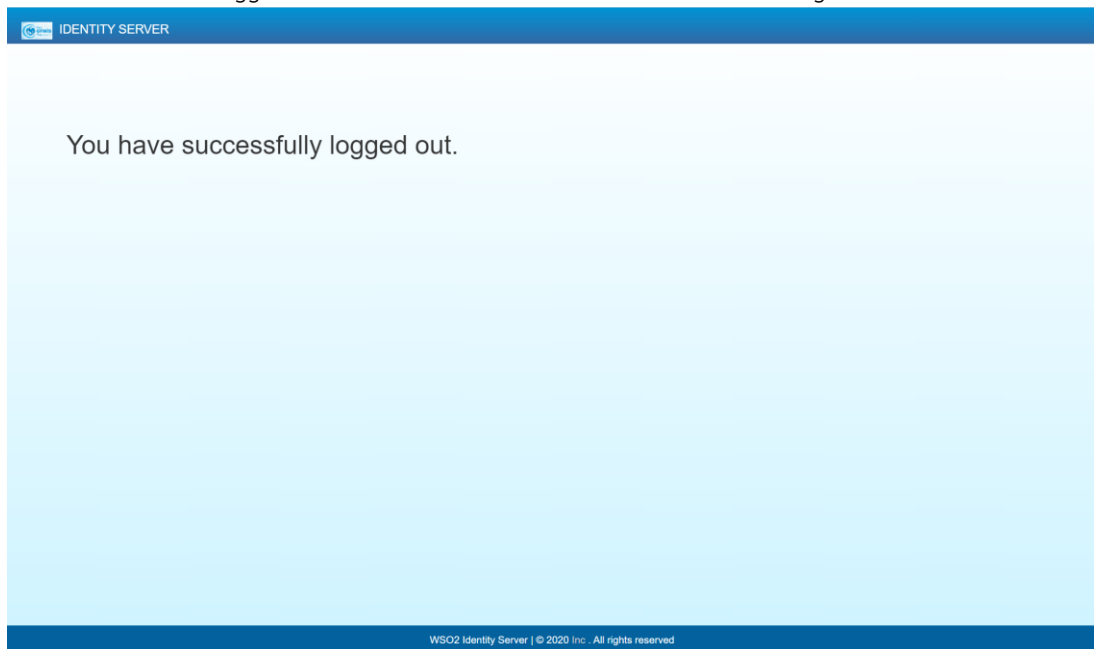 IDENTITY SERVER
You have successfully logged out.
WSO2 Identity Server | © 2020 Inc . All rights reserved